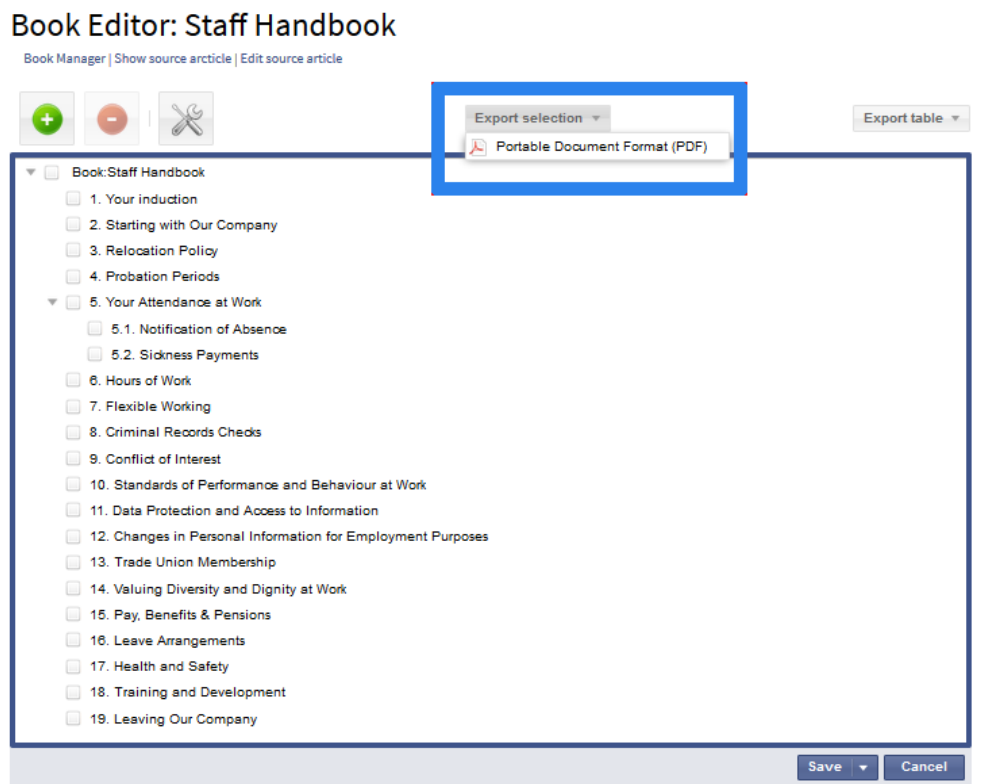 Book Editor: Staff Handbook
Book Manager | Show source arcticle | Edit source article
Export selection
Export table
Portable Document Format (PDF)
Book:Staff Handbook
1. Your induction
2. Starting with Our Company
3. Relocation Policy
4. Probation Periods
5. Your Attendance at Work
5.1. Notification of Absence
5.2. Sickness Payments
6. Hours of Work
7. Flexible Working
8. Criminal Records Checks
9. Conflict of Interest
10. Standards of Performance and Behaviour at Work
11. Data Protection and Access to Information
12. Changes in Personal Information for Employment Purposes
13. Trade Union Membership
14. Valuing Diversity and Dignity at Work
15. Pay, Benefits & Pensions
16. Leave Arrangements
17. Health and Safety
18. Training and Development
19. Leaving Our Company
Save
Cancel